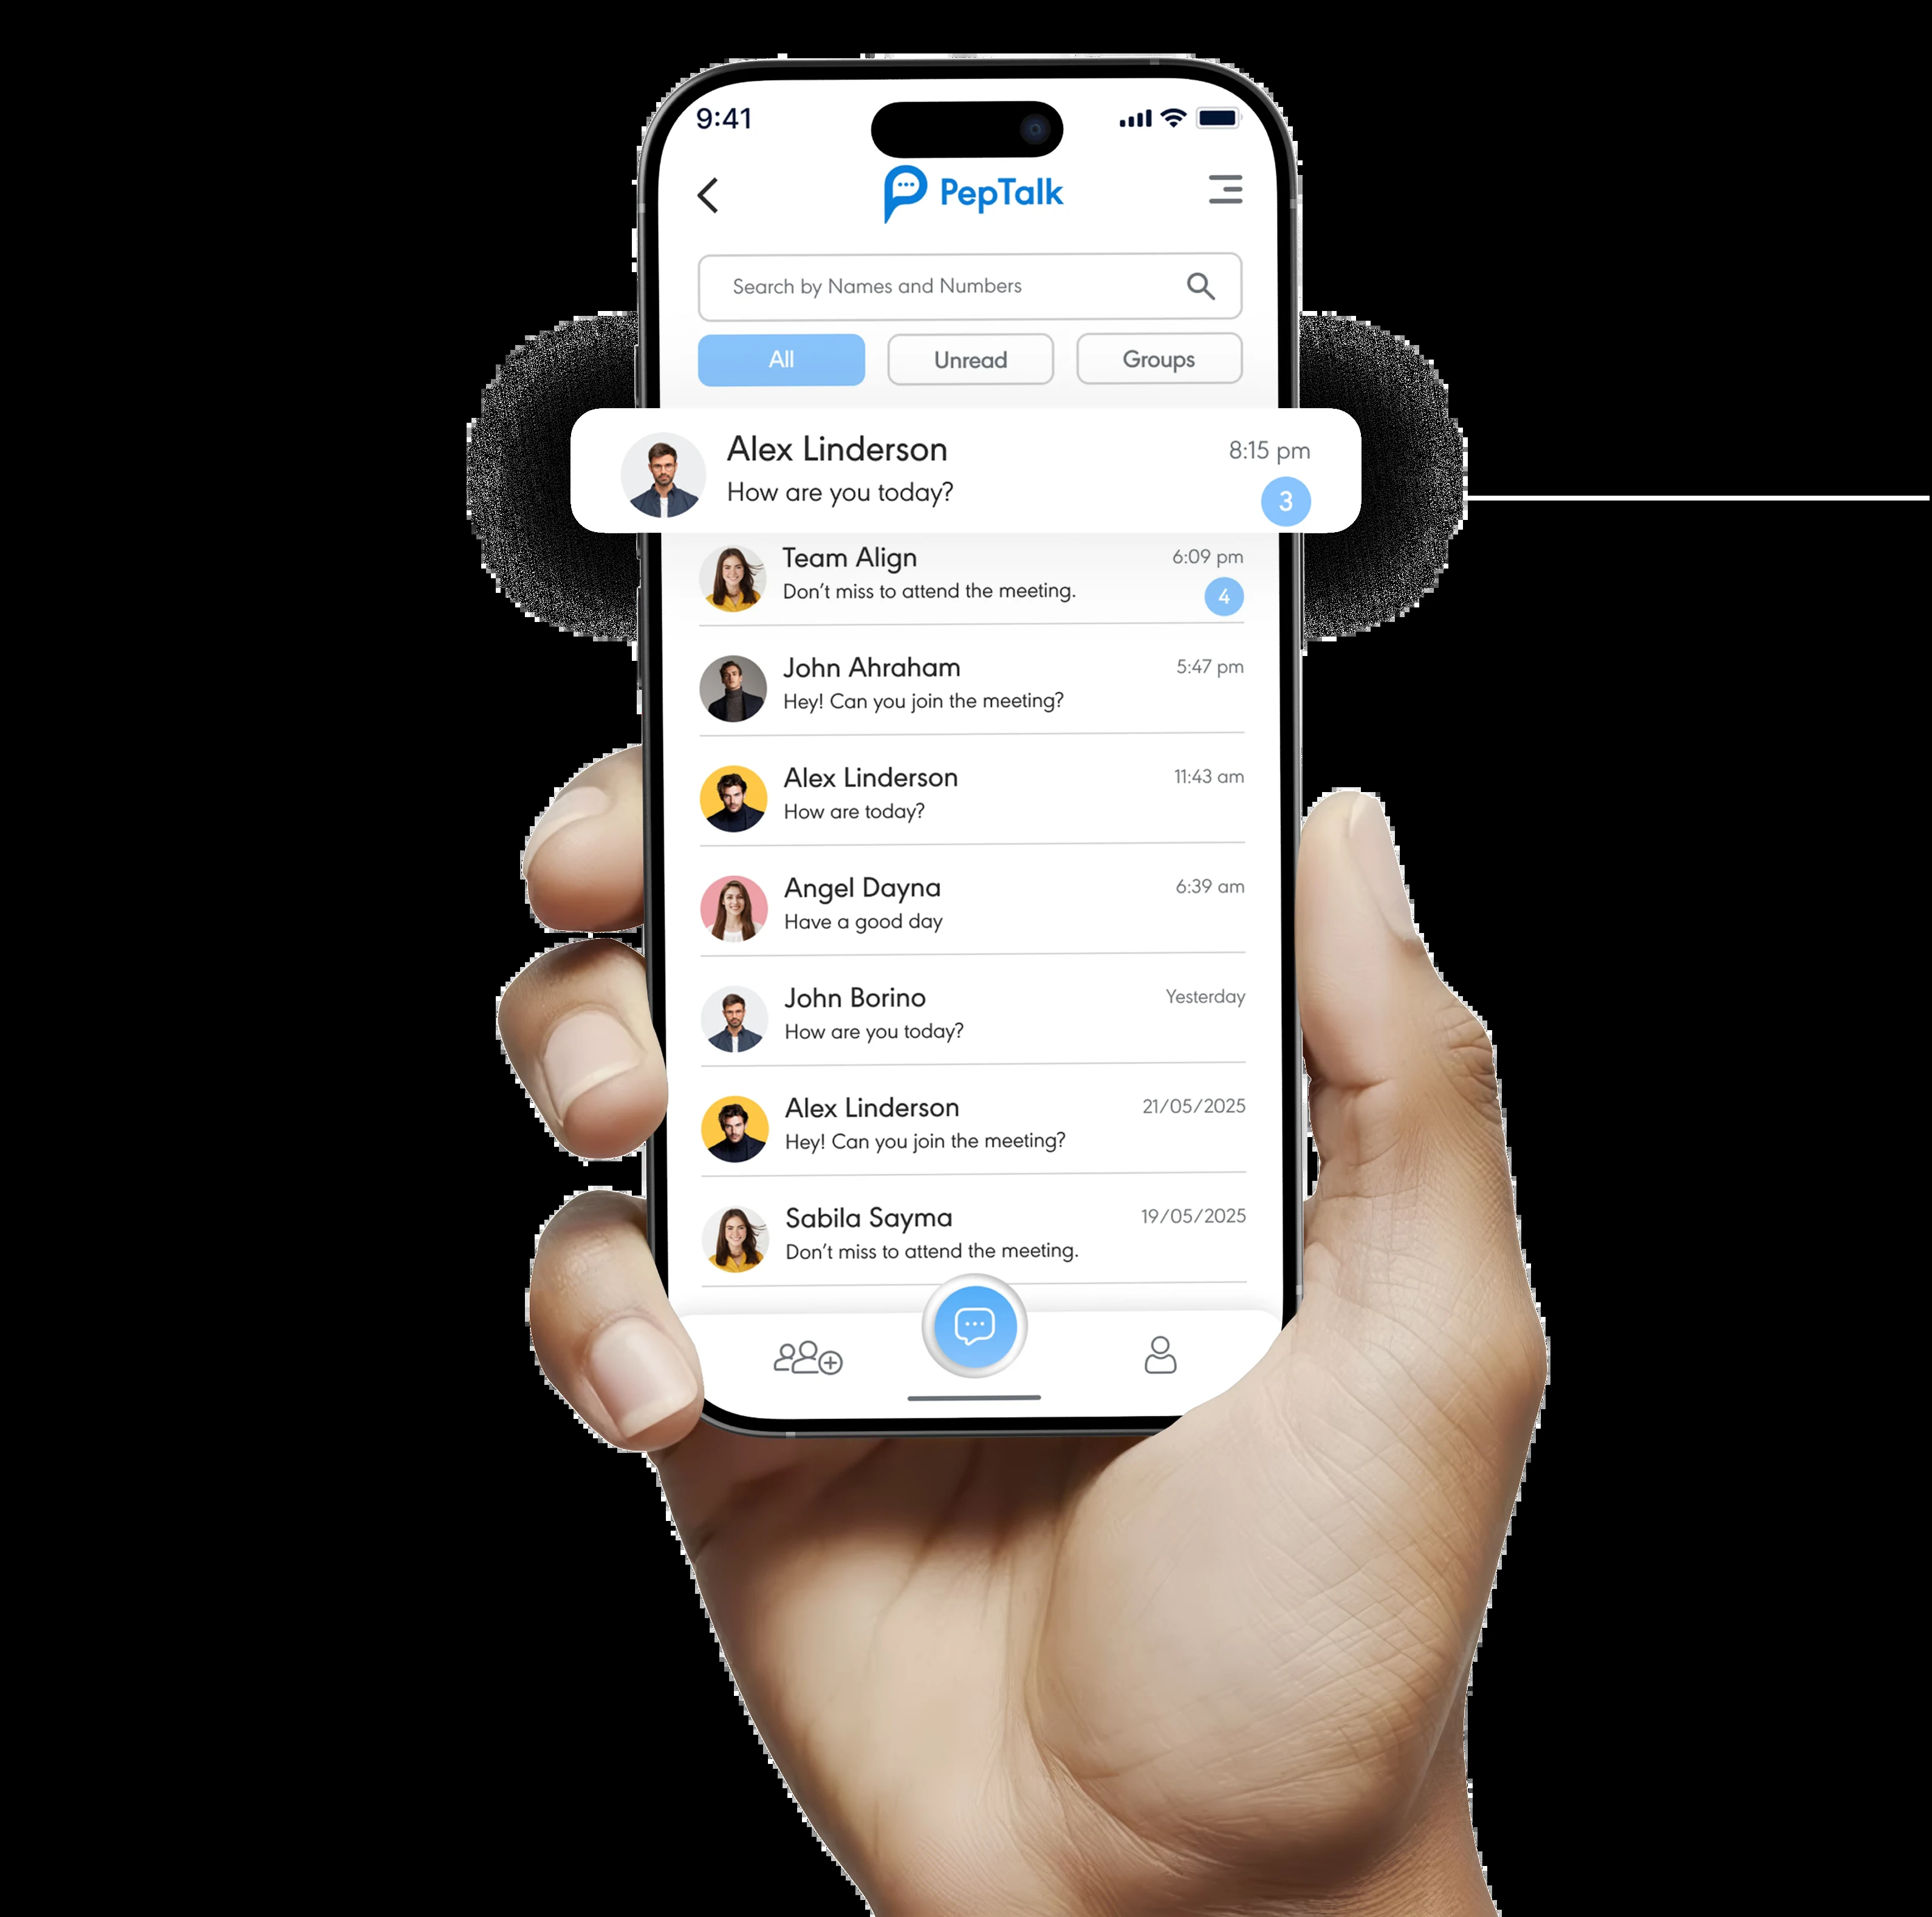 9:41
PepTalk
Search by Names and Numbers
All
Unread
Groups
Alex Linderson
8:15 pm
How are you today?
3
Team Align
6:09 pm
Don't miss to attend the meeting.
4
John Ahraham
5:47 pm
Hey! Can you join the meeting?
Alex Linderson
11:43 am
How are today?
Angel Dayna
6:39 am
Have a good day
John Borino
Yesterday
How are you today?
Alex Linderson
21/05/2025
Hey! Can you join the meeting?
Sabila Sayma
19/05/2025
Don't miss to attend the meeting.